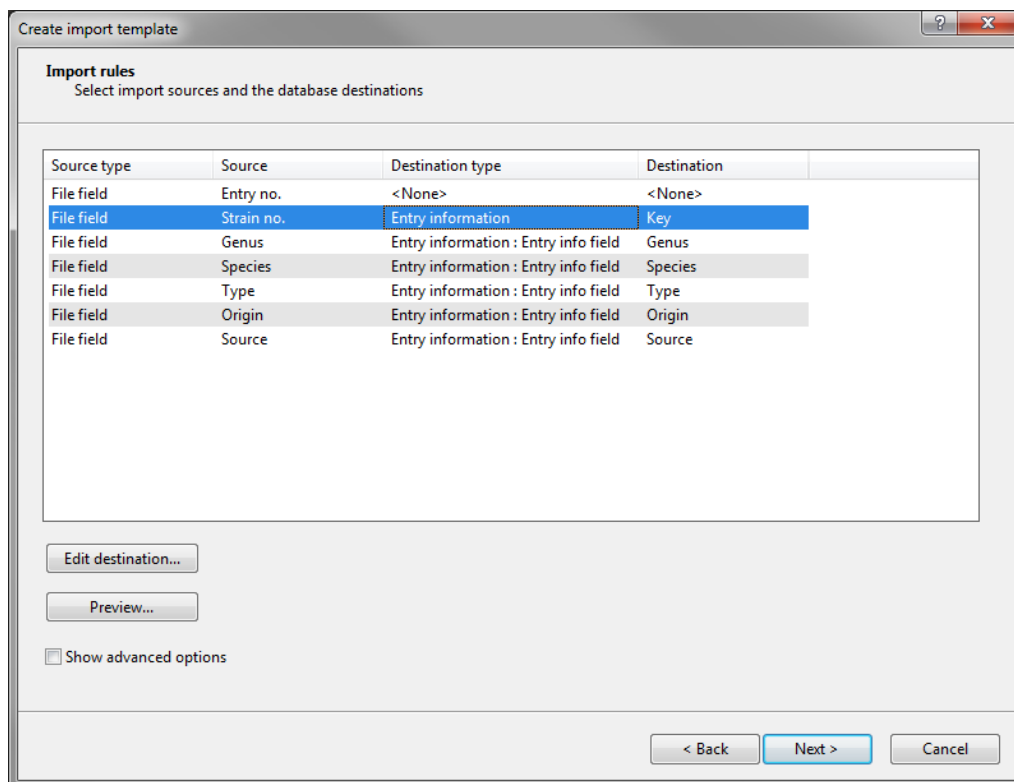 Create import template
?
X
Import rules
Select import sources and the database destinations
Source type Source Destination type Destination
File field Entry no. <None> <None>
File field Strain no. Entry information Key
File field Genus Entry information : Entry info field Genus
File field Species Entry information : Entry info field Species
File field Type Entry information : Entry info field Type
File field Origin Entry information : Entry info field Origin
File field Source Entry information : Entry info field Source
Edit destination...
Preview...
Show advanced options
< Back Next > Cancel